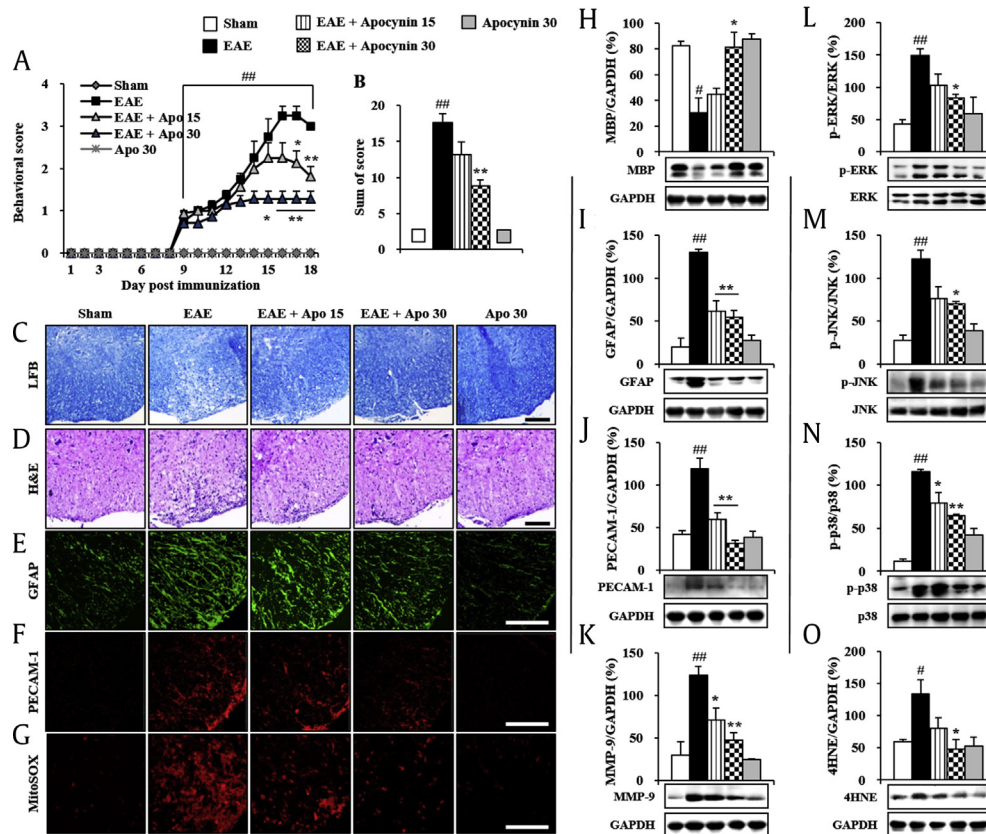 Sham
EAE
EAE + Apocynin 15
EAE + Apocynin 30
Apocynin 30
A
Behavioral score
4
3
2
1
0
##
Sham
EAE
EAE + Apo 15
EAE + Apo 30
Apo 30
*
**
*
**
1 3 6 9 12 15 18
Day post immunization
B
Sum of score
20
15
10
5
0
##
**
Sham EAE EAE + Apo 15 EAE + Apo 30 Apo 30
C
LFB
D
H&E
E
GFAP
F
PECAM-1
G
MitoSOX
H
MBP/GAPDH (%)
100
80
60
40
20
0
#
*
MBP
GAPDH
I
GFAP/GAPDH (%)
150
100
50
0
##
**
GFAP
GAPDH
J
PECAM-1/GAPDH (%)
150
100
50
0
##
**
PECAM-1
GAPDH
K
MMP-9/GAPDH (%)
150
100
50
0
##
*
**
MMP-9
GAPDH
L
p-ERK/ERK (%)
200
150
100
50
0
##
*
p-ERK
ERK
M
p-JNK/JNK (%)
150
100
50
0
##
*
p-JNK
JNK
N
p-p38/p38 (%)
150
100
50
0
##
*
**
p-p38
p38
O
4HNE/GAPDH (%)
200
150
100
50
0
#
*
4HNE
GAPDH